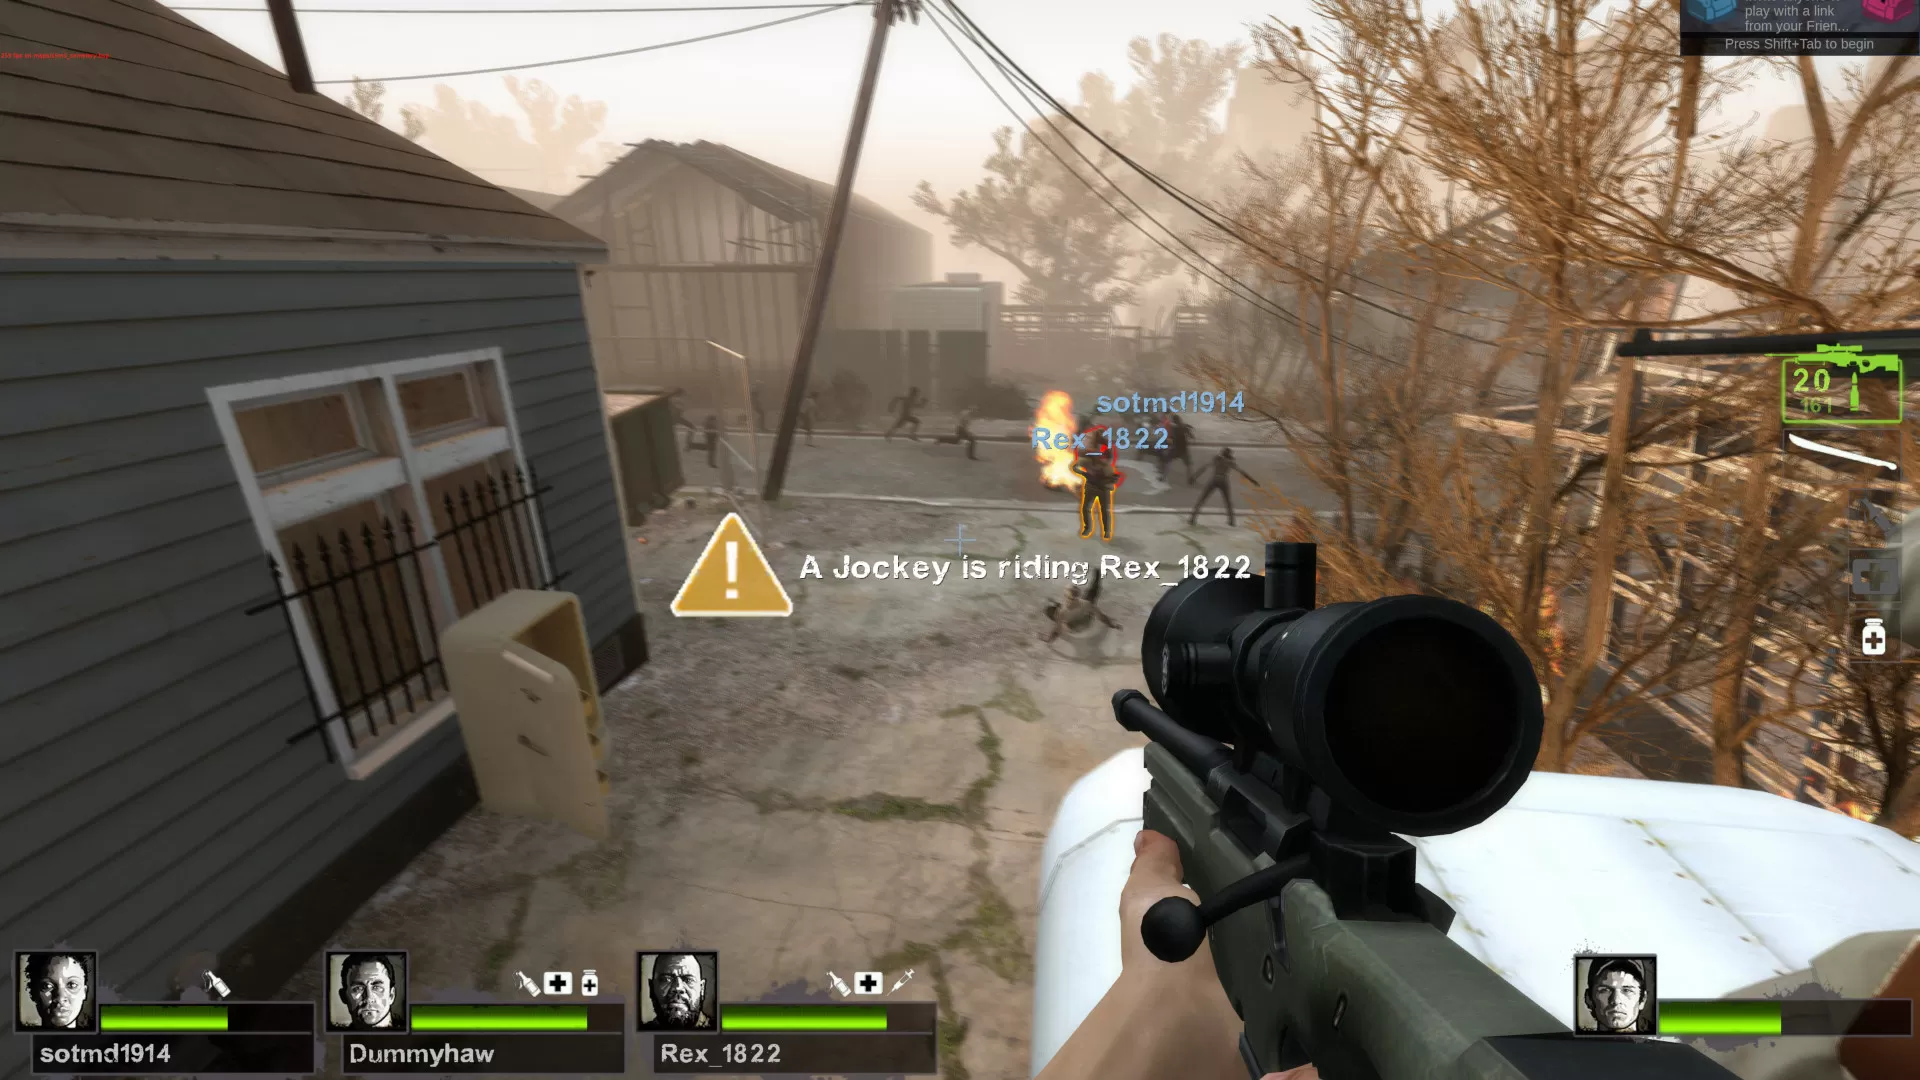 play with a link
from your Frien...
Press Shift+Tab to begin
20
161
sotmd1914
Rex_1822
A Jockey is riding Rex_1822
sotmd1914
Dummyhaw
Rex_1822